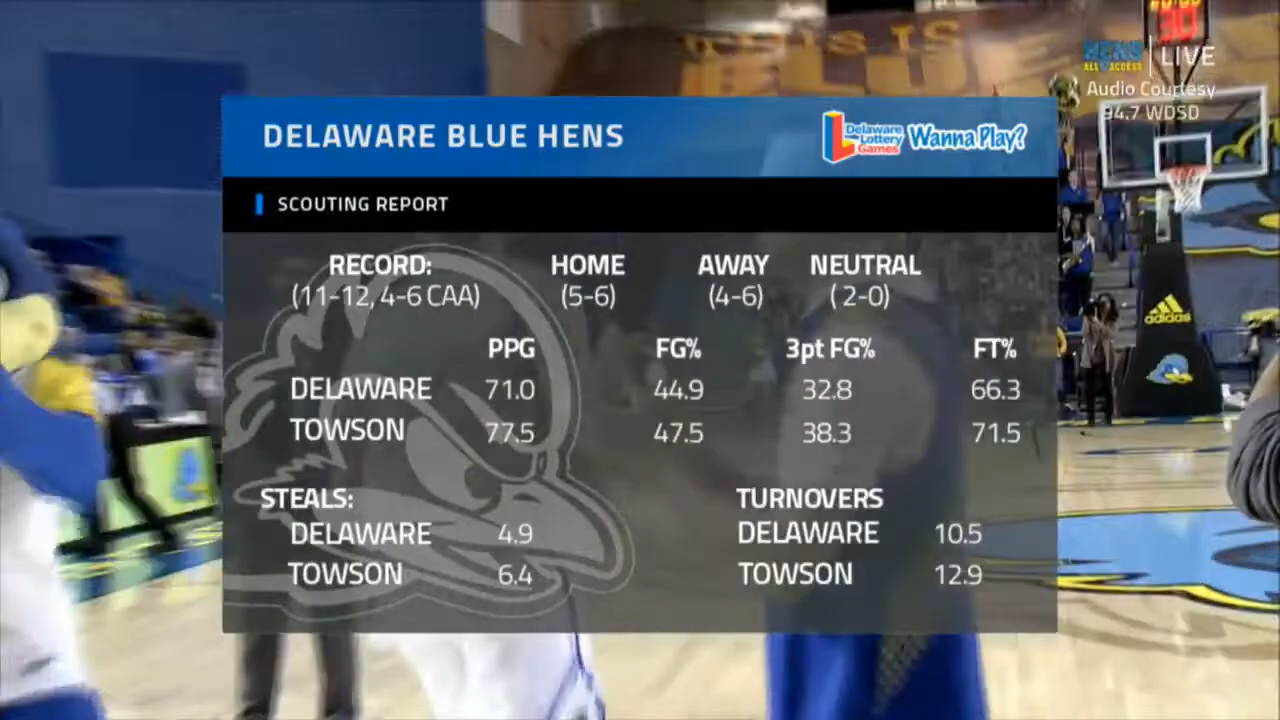 THIS IS
BLUE
HENS
ALL ACCESS
LIVE
Audio Courtesy
94.7 WDSD
DELAWARE BLUE HENS
Delaware
Lottery
Games
Wanna Play?
SCOUTING REPORT
RECORD: HOME AWAY NEUTRAL
(11-12, 4-6 CAA) (5-6) (4-6) ( 2-0)
PPG FG% 3pt FG% FT%
DELAWARE 71.0 44.9 32.8 66.3
TOWSON 77.5 47.5 38.3 71.5
STEALS: TURNOVERS
DELAWARE 4.9 DELAWARE 10.5
TOWSON 6.4 TOWSON 12.9
adidas